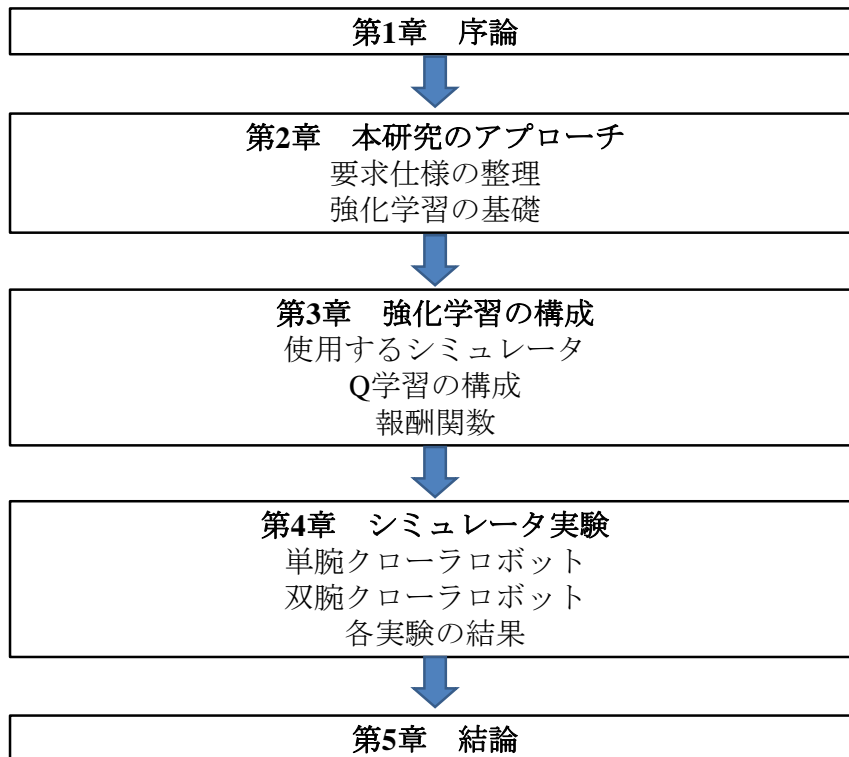 第1章　序論
第2章　本研究のアプローチ
要求仕様の整理
強化学習の基礎
第3章　強化学習の構成
使用するシミュレータ
Q学習の構成
報酬関数
第4章　シミュレータ実験
単腕クローラロボット
双腕クローラロボット
各実験の結果
第5章　結論